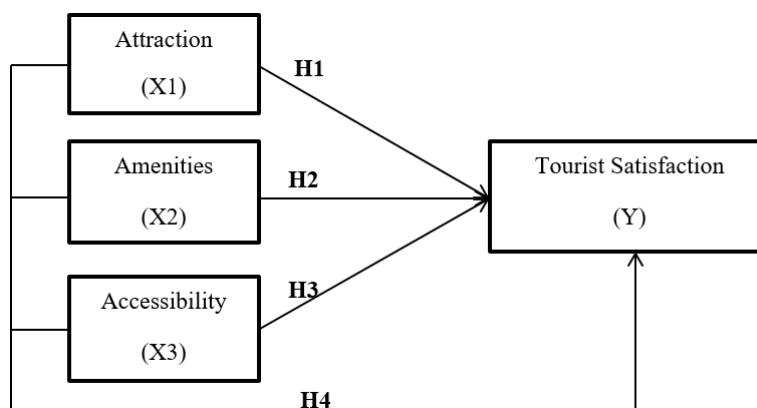 Attraction
(X1)
H1
Amenities
(X2)
H2
Tourist Satisfaction
(Y)
Accessibility
(X3)
H3
H4